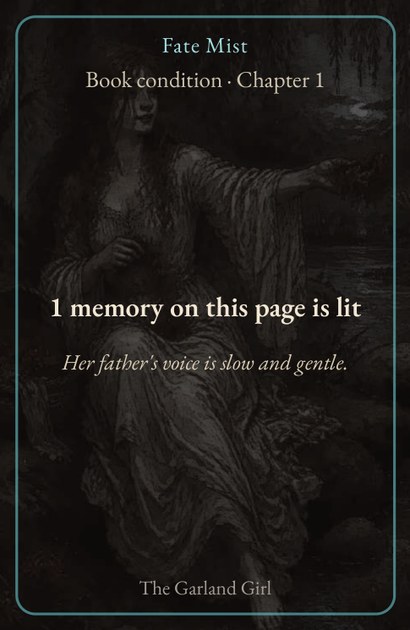 Fate Mist
Book condition · Chapter 1
1 memory on this page is lit
Her father's voice is slow and gentle.
The Garland Girl